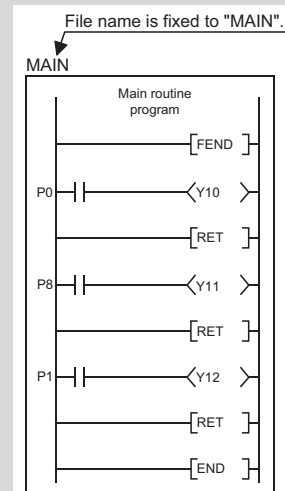 File name is fixed to "MAIN".
MAIN
Main routine
program
FEND
P0 Y10
RET
P8 Y11
RET
P1 Y12
RET
END